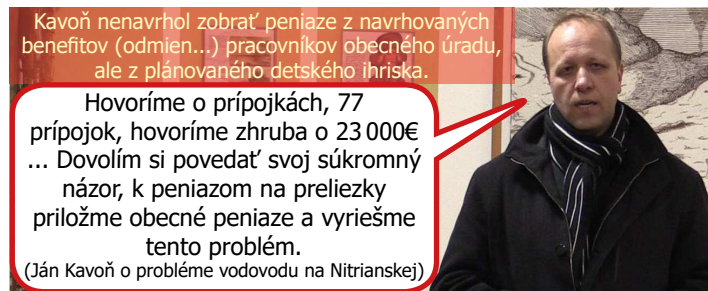 Kavoň nenavrhol zobrať peniaze z navrhovaných
benefitov (odmien...) pracovníkov obecného úradu,
ale z plánovaného detského ihriska.
Hovoríme o prípojkách, 77
prípojok, hovoríme zhruba o 23 000€
... Dovolím si povedať svoj súkromný
názor, k peniazom na preliezky
priložme obecné peniaze a vyriešme
tento problém.
(Ján Kavoň o probléme vodovodu na Nitrianskej)